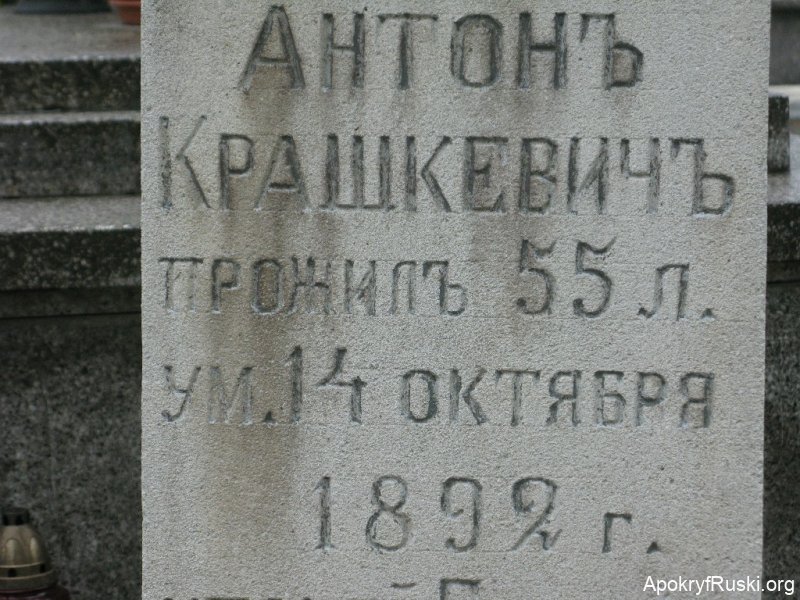 АНТОНЪ
КРАШКЕВИЧЪ
ПРОЖИЛЪ 55 Л.
УМ. 14 ОКТЯБРЯ
1892 г.
ApokryfRuski.org